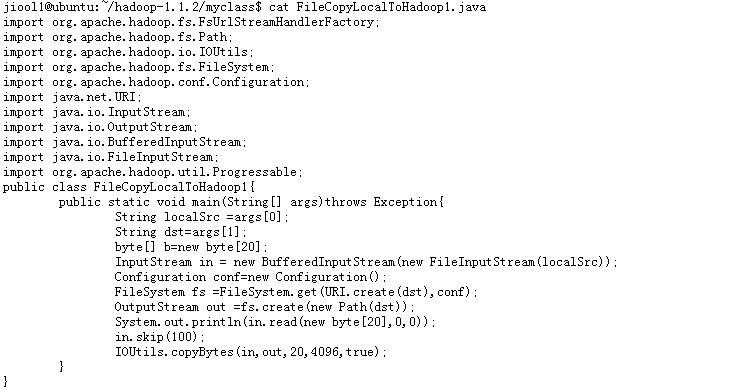 jiool1@ubuntu:~/hadoop-1.1.2/myclass$ cat FileCopyLocalToHadoop1.java
import org.apache.hadoop.fs.FsUrlStreamHandlerFactory;
import org.apache.hadoop.fs.Path;
import org.apache.hadoop.io.IOUtils;
import org.apache.hadoop.fs.FileSystem;
import org.apache.hadoop.conf.Configuration;
import java.net.URI;
import java.io.InputStream;
import java.io.OutputStream;
import java.io.BufferedInputStream;
import java.io.FileInputStream;
import org.apache.hadoop.util.Progressable;
public class FileCopyLocalToHadoop1{
        public static void main(String[] args)throws Exception{
                String localSrc =args[0];
                String dst=args[1];
                byte[] b=new byte[20];
                InputStream in = new BufferedInputStream(new FileInputStream(localSrc));
                Configuration conf=new Configuration();
                FileSystem fs =FileSystem.get(URI.create(dst),conf);
                OutputStream out =fs.create(new Path(dst));
                System.out.println(in.read(new byte[20],0,0));
                in.skip(100);
                IOUtils.copyBytes(in,out,20,4096,true);
        }
}